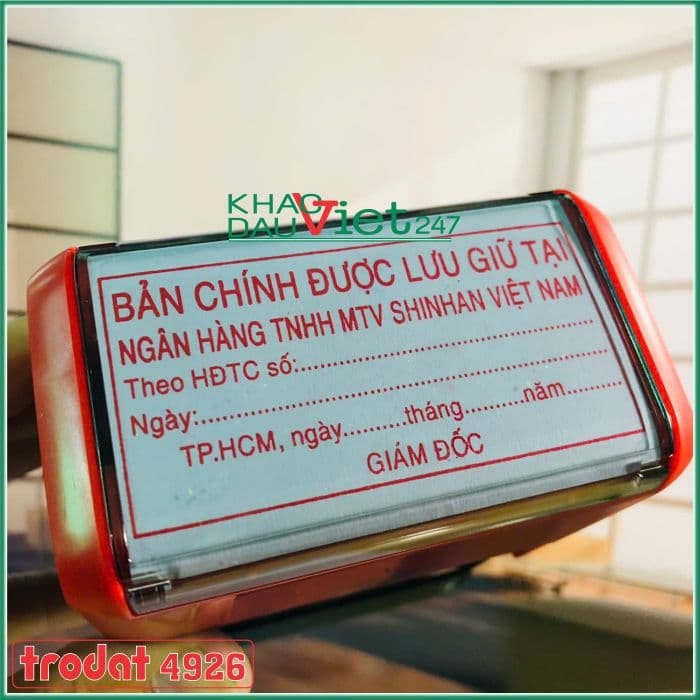 KHAC
DAU Việt 247
BẢN CHÍNH ĐƯỢC LƯU GIỮ TẠI
NGÂN HÀNG TNHH MTV SHINHAN VIỆT NAM
Theo HĐTC số:........................................
Ngày:........................................................
TP.HCM, ngày.........tháng.........năm.........
GIÁM ĐỐC
trodat 4926